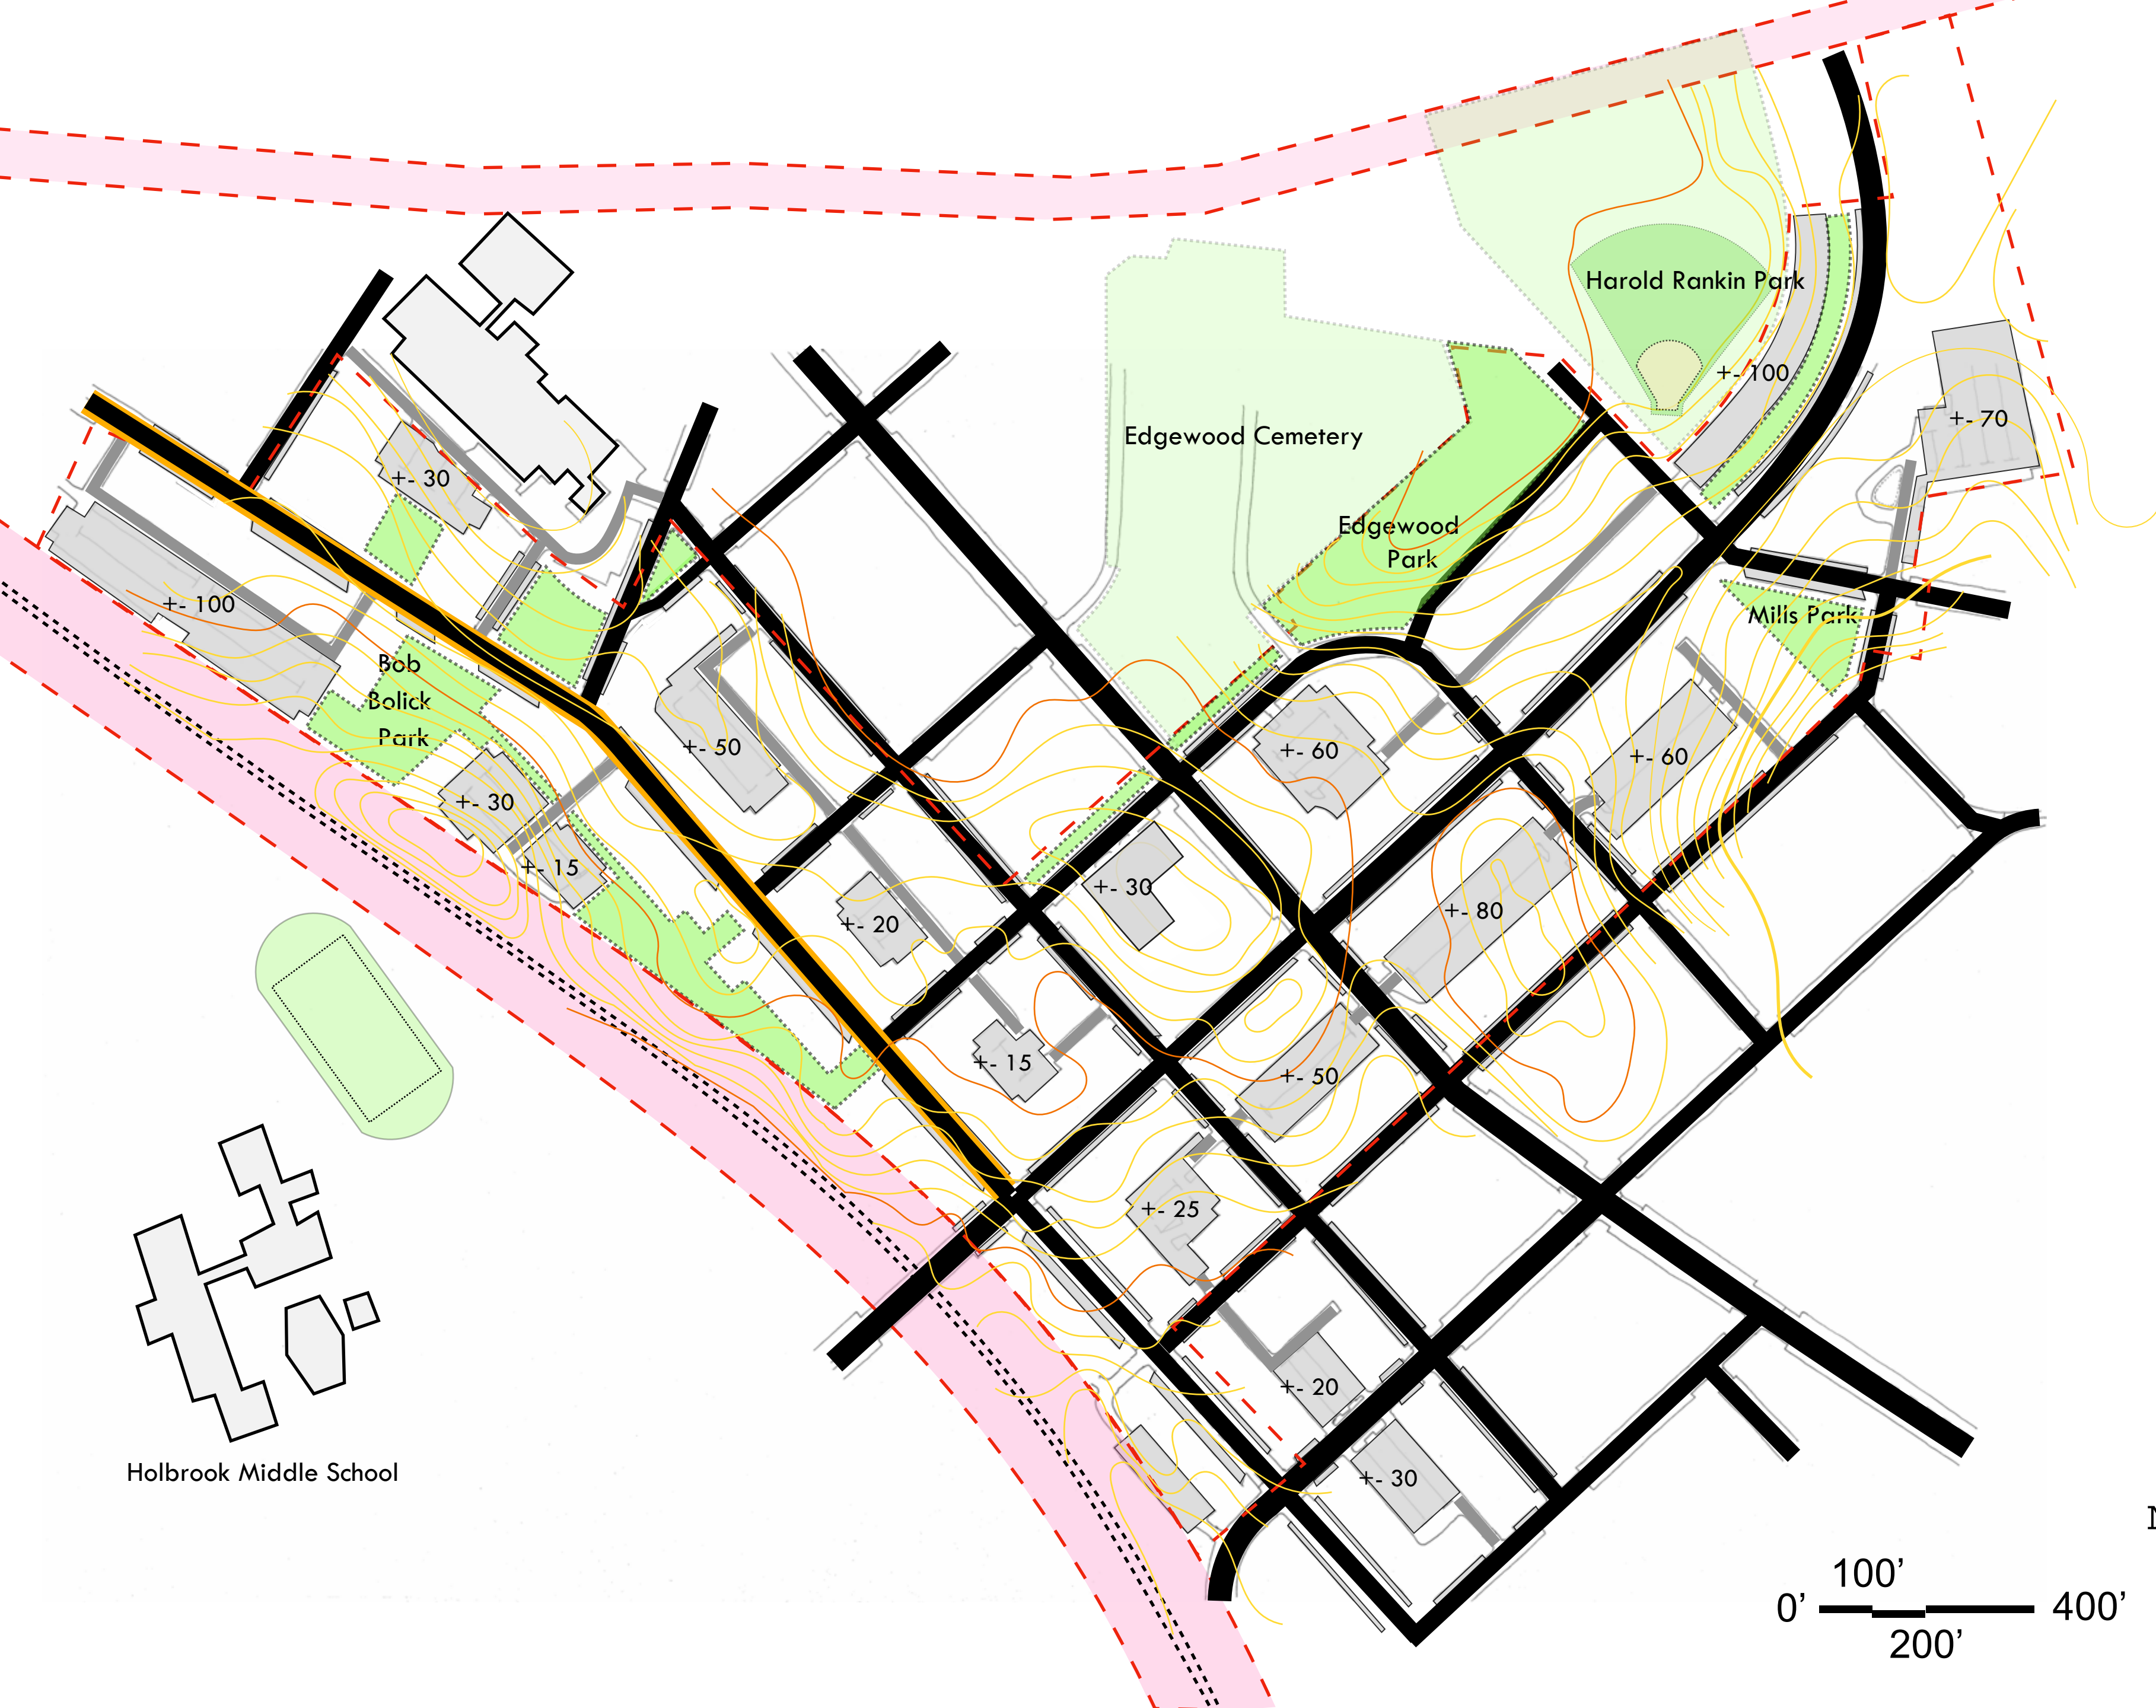 Harold Rankin Park
+- 100
+- 70
Edgewood Cemetery
+- 30
Edgewood
Park
+- 100
Mills Park
Bob
Bolick
Park
+- 50
+- 60
+- 60
+- 30
+- 15
+- 30
+- 20
+- 80
+- 15
+- 50
+- 25
+- 20
Holbrook Middle School
+- 30
100’
0’
400’
200’